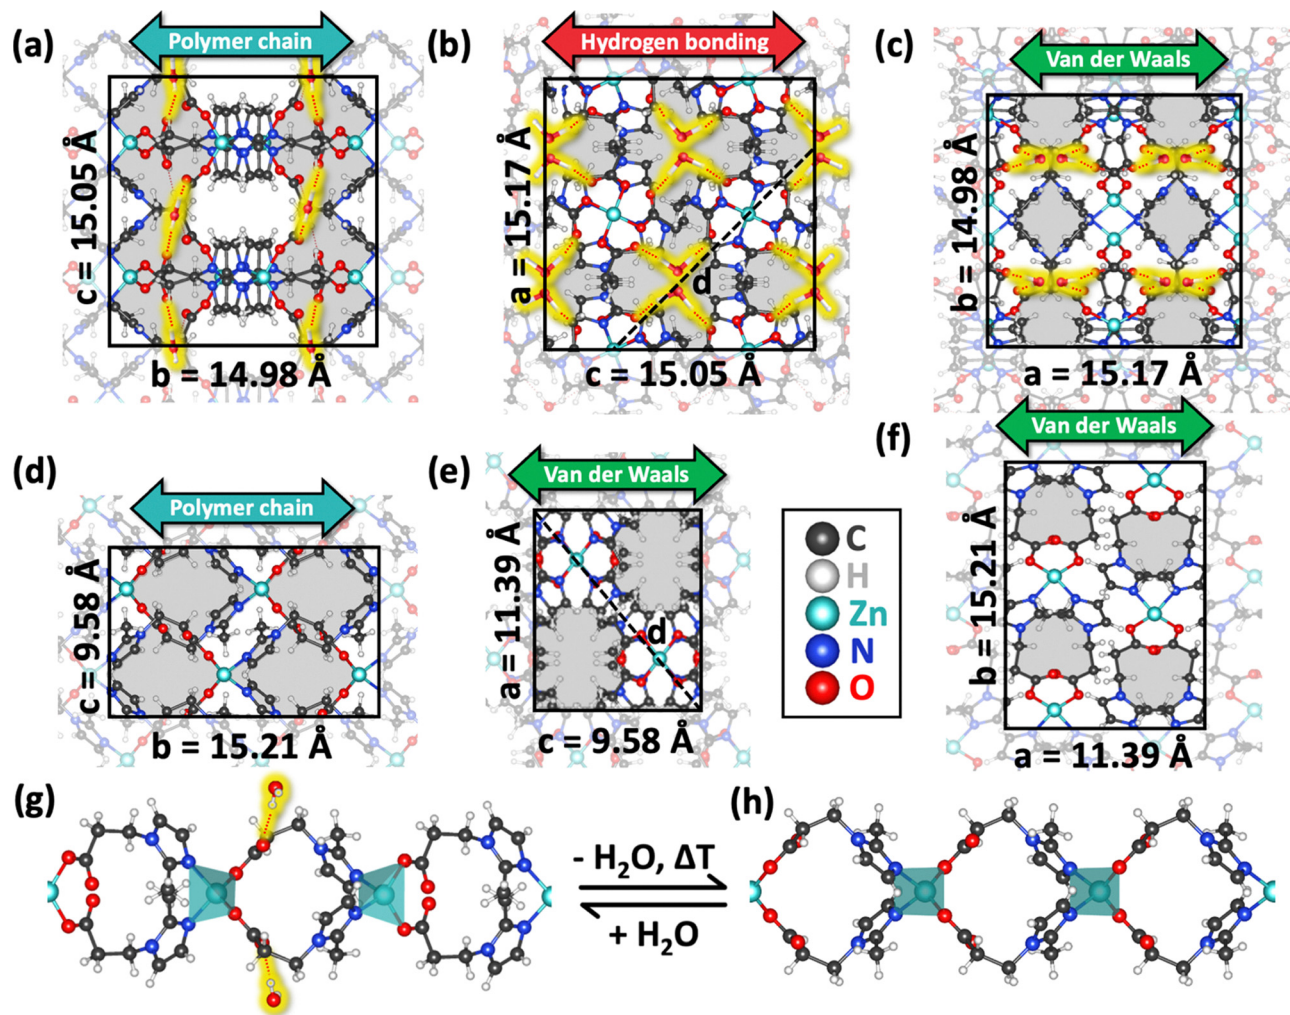 (a)
Polymer chain
c = 15.05 Å
b = 14.98 Å
(b)
Hydrogen bonding
a = 15.17 Å
d
c = 15.05 Å
(c)
Van der Waals
b = 14.98 Å
a = 15.17 Å
(d)
Polymer chain
c = 9.58 Å
b = 15.21 Å
(e)
Van der Waals
a = 11.39 Å
d
c = 9.58 Å
C
H
Zn
N
O
(f)
Van der Waals
b = 15.21 Å
a = 11.39 Å
(g)
- H₂O, ΔT
+ H₂O
(h)